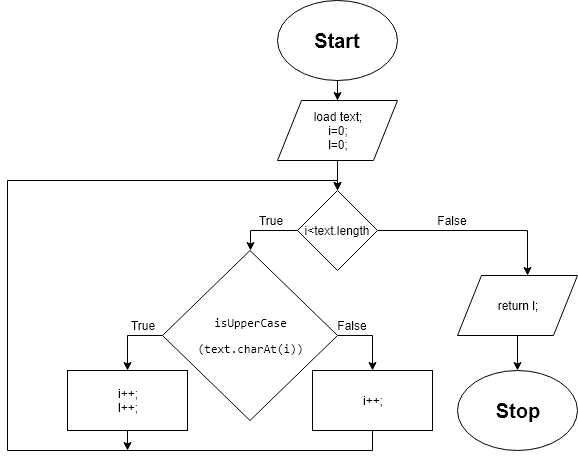 Start
load text;
i=0;
l=0;
True
i<text.length
False
isUpperCase
(text.charAt(i))
return l;
True
False
i++;
l++;
i++;
Stop